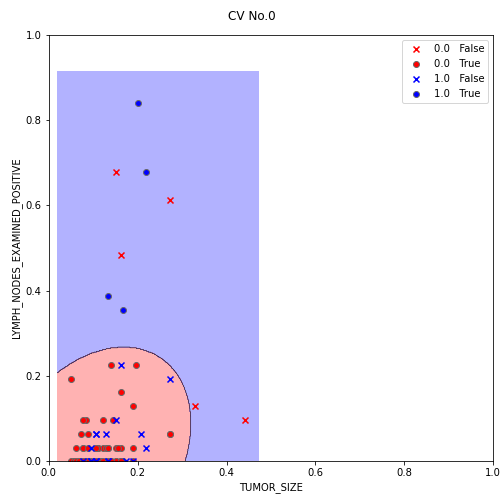 CV No.0
1.0
0.8
0.6
0.4
0.2
0.0
LYMPH_NODES_EXAMINED_POSITIVE
0.0 False
0.0 True
1.0 False
1.0 True
0.0 0.2 0.4 0.6 0.8 1.0
TUMOR_SIZE